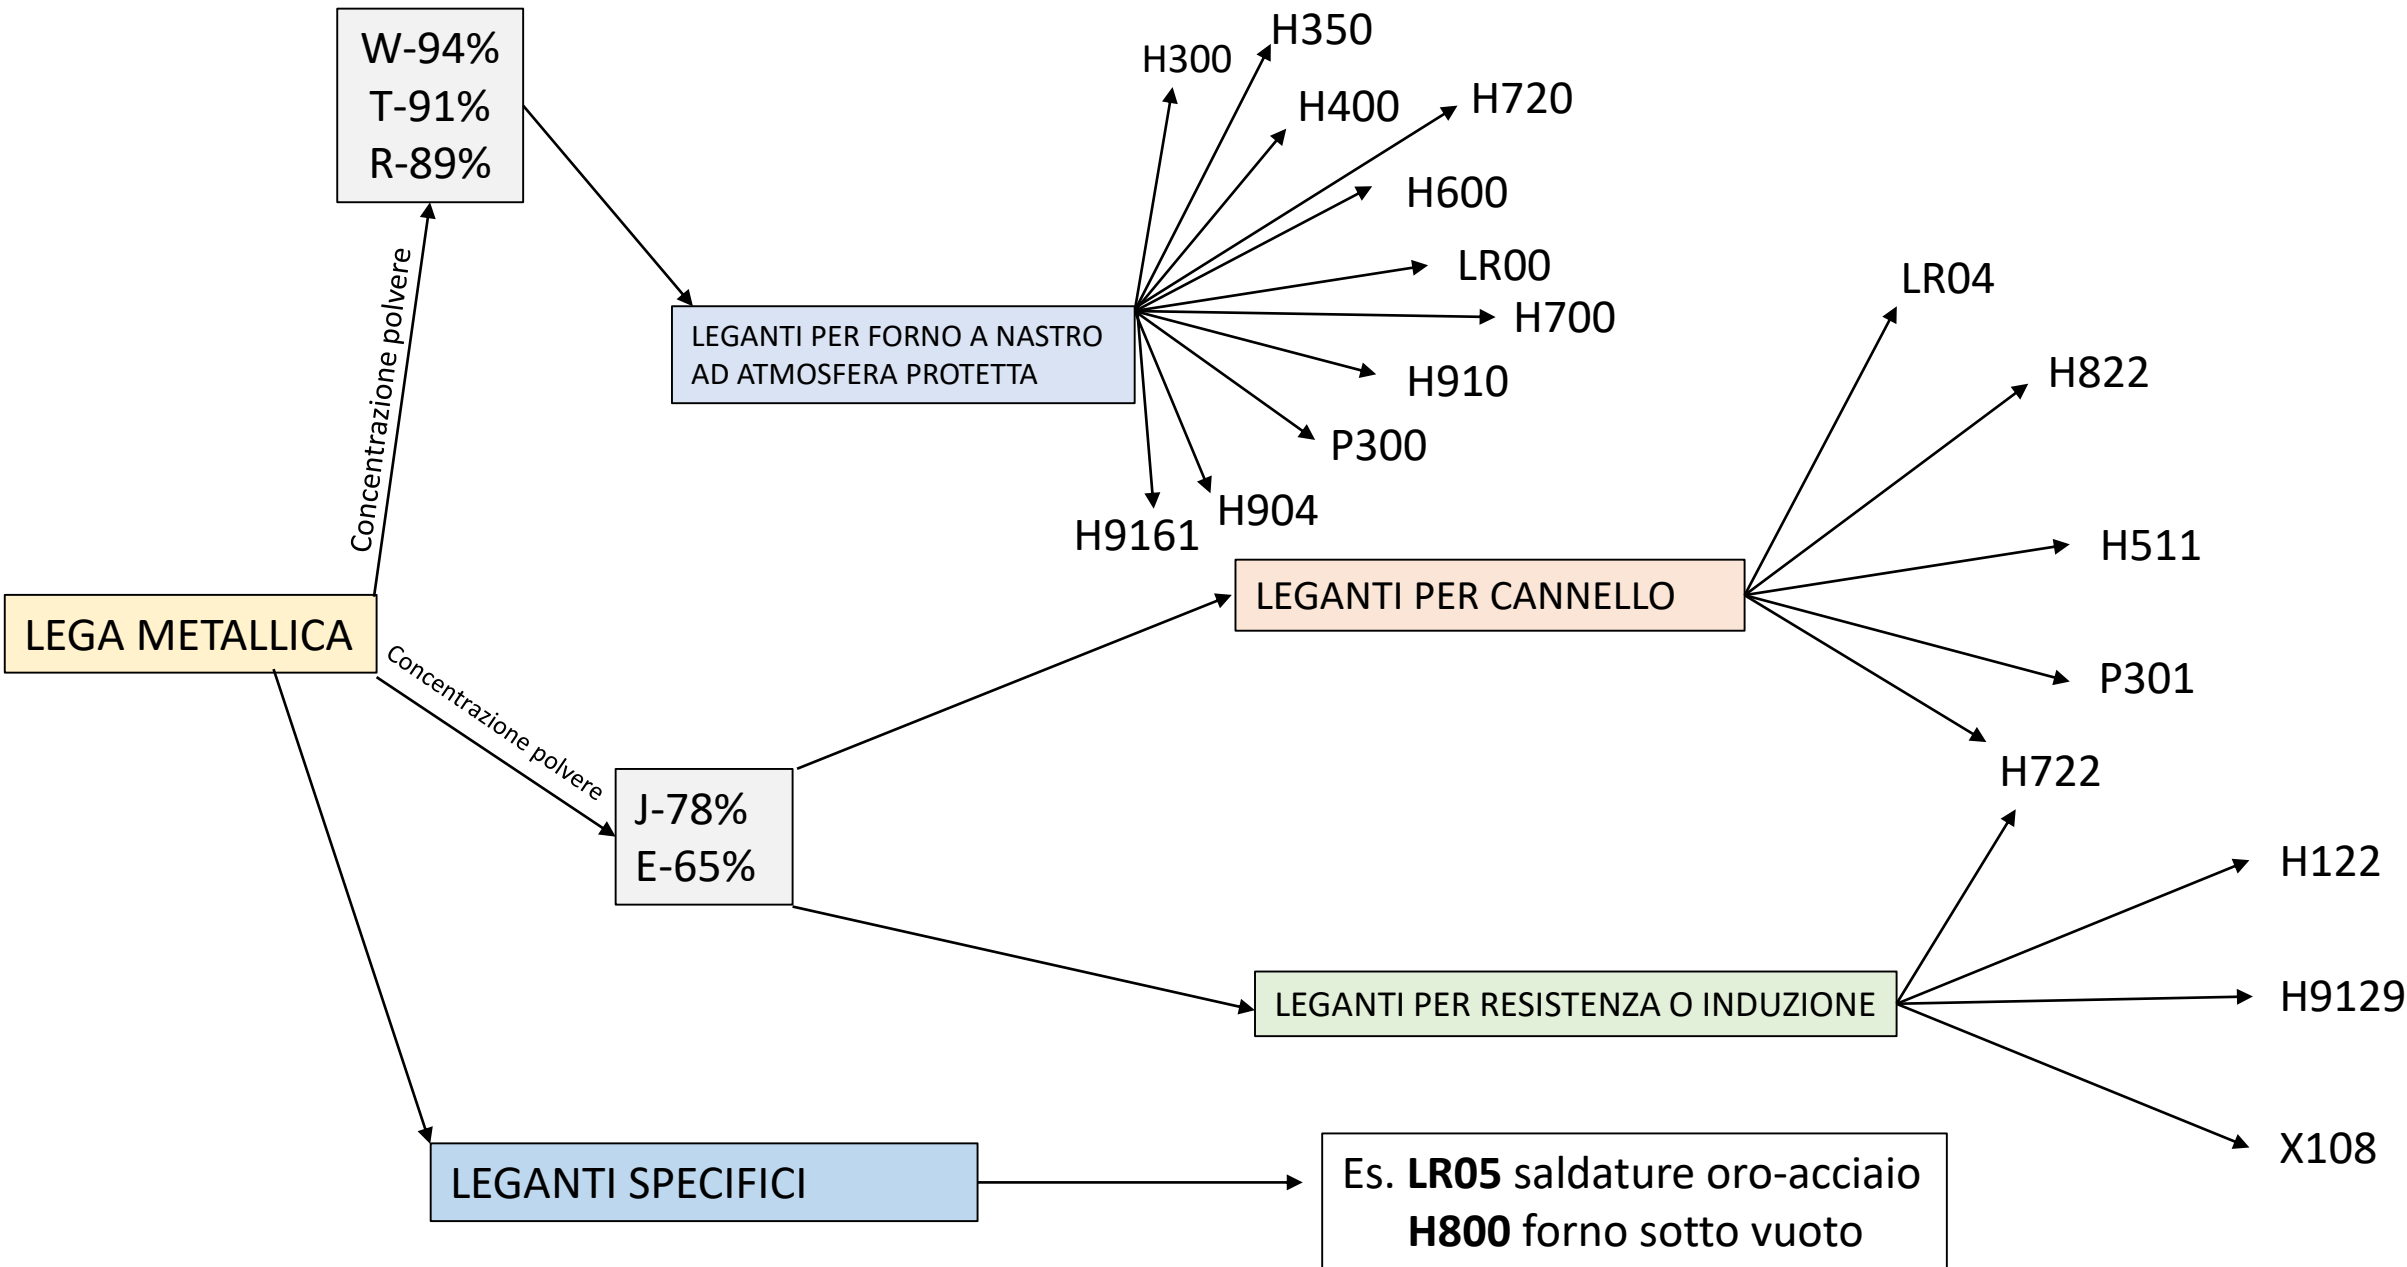 W-94%
T-91%
R-89%
H300
H350
H400
H720
H600
LR00
H700
H910
P300
H904
H9161
LEGANTI PER FORNO A NASTRO
AD ATMOSFERA PROTETTA
Concentrazione polvere
LEGA METALLICA
Concentrazione polvere
J-78%
E-65%
LEGANTI PER CANNELLO
LR04
H822
H511
P301
H722
LEGANTI PER RESISTENZA O INDUZIONE
H122
H9129
X108
LEGANTI SPECIFICI
Es. LR05 saldature oro-acciaio
H800 forno sotto vuoto